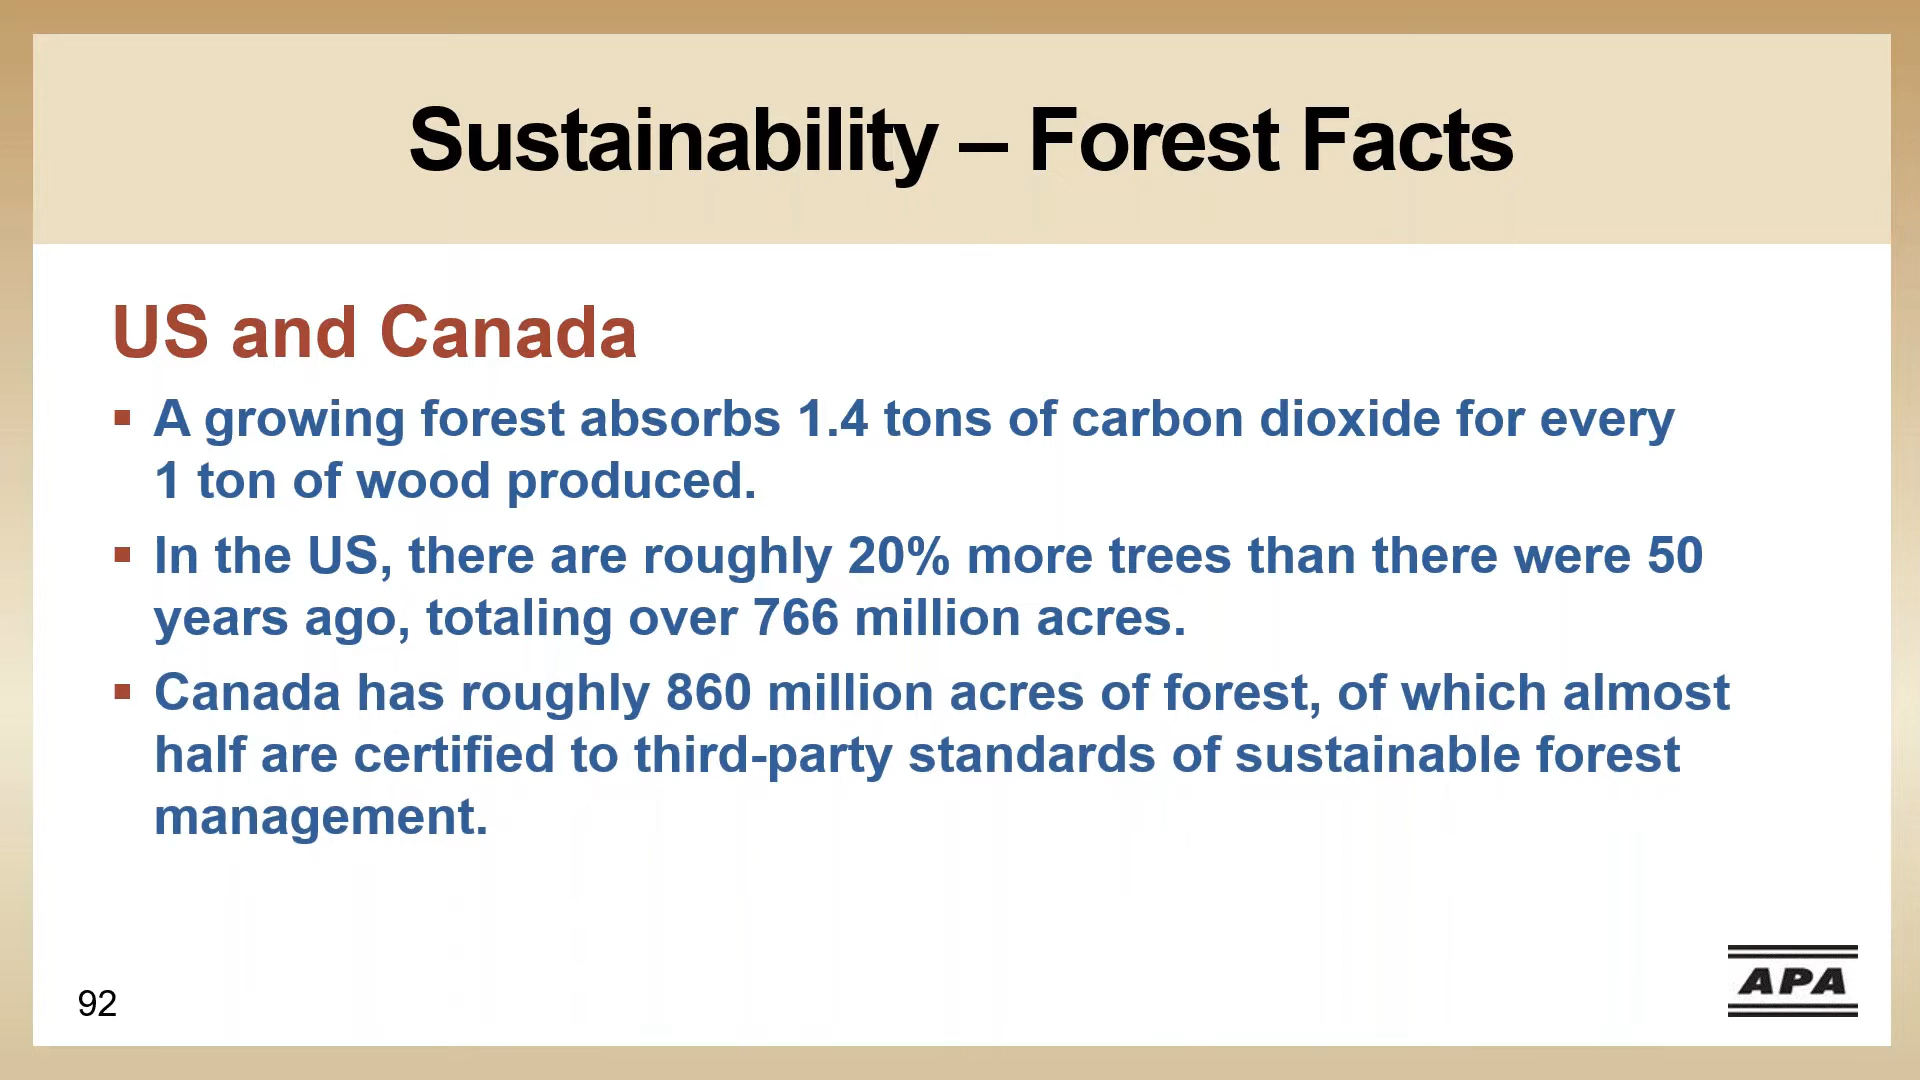 Sustainability – Forest Facts
US and Canada
▪ A growing forest absorbs 1.4 tons of carbon dioxide for every
1 ton of wood produced.
▪ In the US, there are roughly 20% more trees than there were 50
years ago, totaling over 766 million acres.
▪ Canada has roughly 860 million acres of forest, of which almost
half are certified to third-party standards of sustainable forest
management.
92
APA